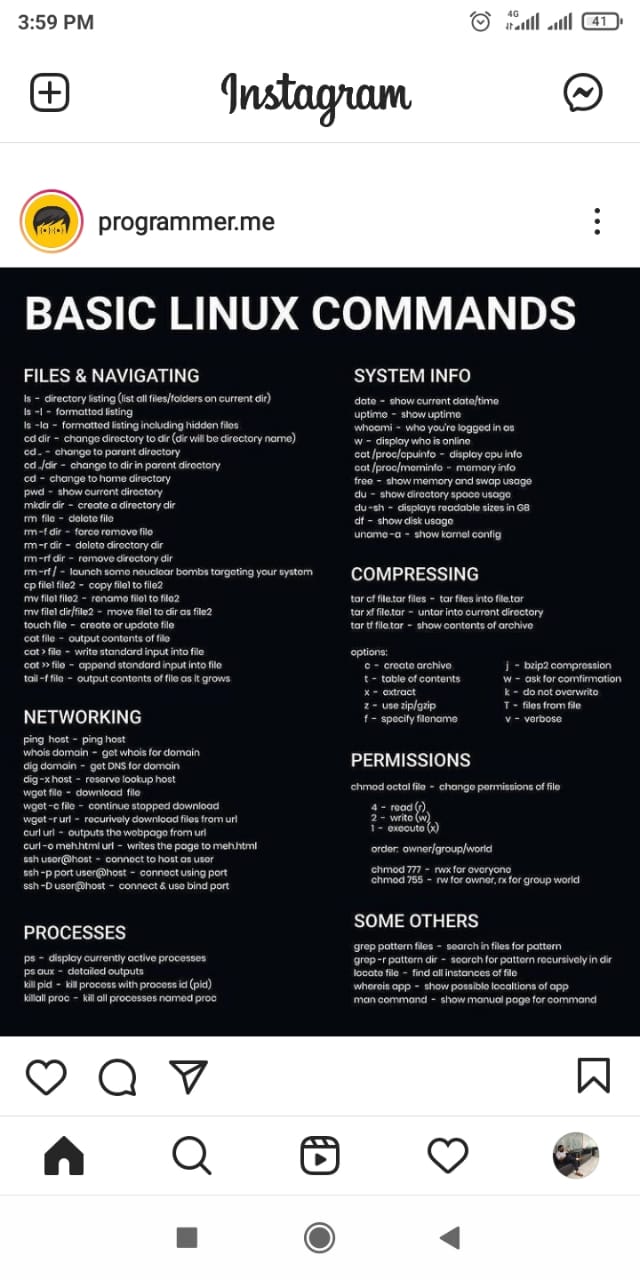 3:59 PM
4G
41
Instagram
programmer.me
BASIC LINUX COMMANDS
FILES & NAVIGATING
ls - directory listing (list all files/folders on current dir)
ls -l - formatted listing
ls -la - formatted listing including hidden files
cd dir - change directory to dir (dir will be directory name)
cd .. - change to parent directory
cd ../dir - change to dir in parent directory
cd - change to home directory
pwd - show current directory
mkdir dir - create a directory dir
rm file - delete file
rm -f dir - force remove file
rm -r dir - delete directory dir
rm -rf dir - remove directory dir
rm -rf / - launch some neuclear bombs targeting your system
cp file1 file2 - copy file1 to file2
mv file1 file2 - rename file1 to file2
mv file1 dir/file2 - move file1 to dir as file2
touch file - create or update file
cat file - output contents of file
cat > file - write standard input into file
cat >> file - append standard input into file
tail -f file - output contents of file as it grows
NETWORKING
ping host - ping host
whois domain - get whois for domain
dig domain - get DNS for domain
dig -x host - reserve lookup host
wget file - download file
wget -c file - continue stopped download
wget -r url - recurively download files from url
curl url - outputs the webpage from url
curl -o meh.html url - writes the page to meh.html
ssh user@host - connect to host as user
ssh -p port user@host - connect using port
ssh -D user@host - connect & use bind port
PROCESSES
ps - display currently active processes
ps aux - detailed outputs
kill pid - kill process with process id (pid)
killall proc - kill all processes named proc
SYSTEM INFO
date - show current date/time
uptime - show uptime
whoami - who you're logged in as
w - display who is online
cat /proc/cpuinfo - display cpu info
cat /proc/meminfo - memory info
free - show memory and swap usage
du - show directory space usage
du -sh - displays readable sizes in GB
df - show disk usage
uname -a - show kernel config
COMPRESSING
tar cf file.tar files - tar files into file.tar
tar xf file.tar - untar into current directory
tar tf file.tar - show contents of archive
options:
c - create archive
t - table of contents
x - extract
z - use zip/gzip
f - specify filename
j - bzip2 compression
w - ask for comfirmation
k - do not overwrite
T - files from file
v - verbose
PERMISSIONS
chmod octal file - change permissions of file
4 - read (r)
2 - write (w)
1 - execute (x)
order: owner/group/world
chmod 777 - rwx for everyone
chmod 755 - rw for owner, rx for group world
SOME OTHERS
grep pattern files - search in files for pattern
grep -r pattern dir - search for pattern recursively in dir
locate file - find all instances of file
whereis app - show possible localtions of app
man command - show manual page for command